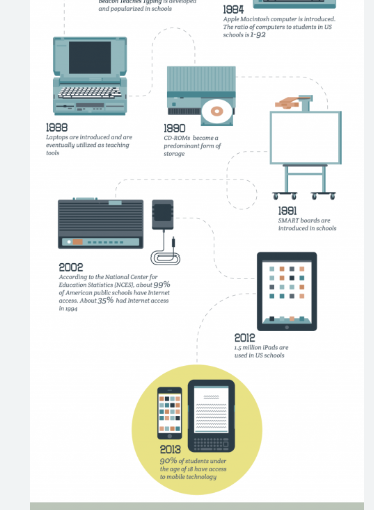 Beacon Teaches Typing is developed
and popularized in schools
1984
Apple Macintosh computer is introduced.
The ratio of computers to students in US
schools is 1-92
1988
Laptops are introduced and are
eventually utilized as teaching
tools
1990
CD-ROMs become a
predominant form of
storage
1991
SMART boards are
introduced in schools
2002
According to the National Center for
Education Statistics (NCES), about 99%
of American public schools have Internet
access. About 35% had Internet access
in 1994
2012
1.5 million iPads are
used in US schools
2013
90% of students under
the age of 18 have access
to mobile technology